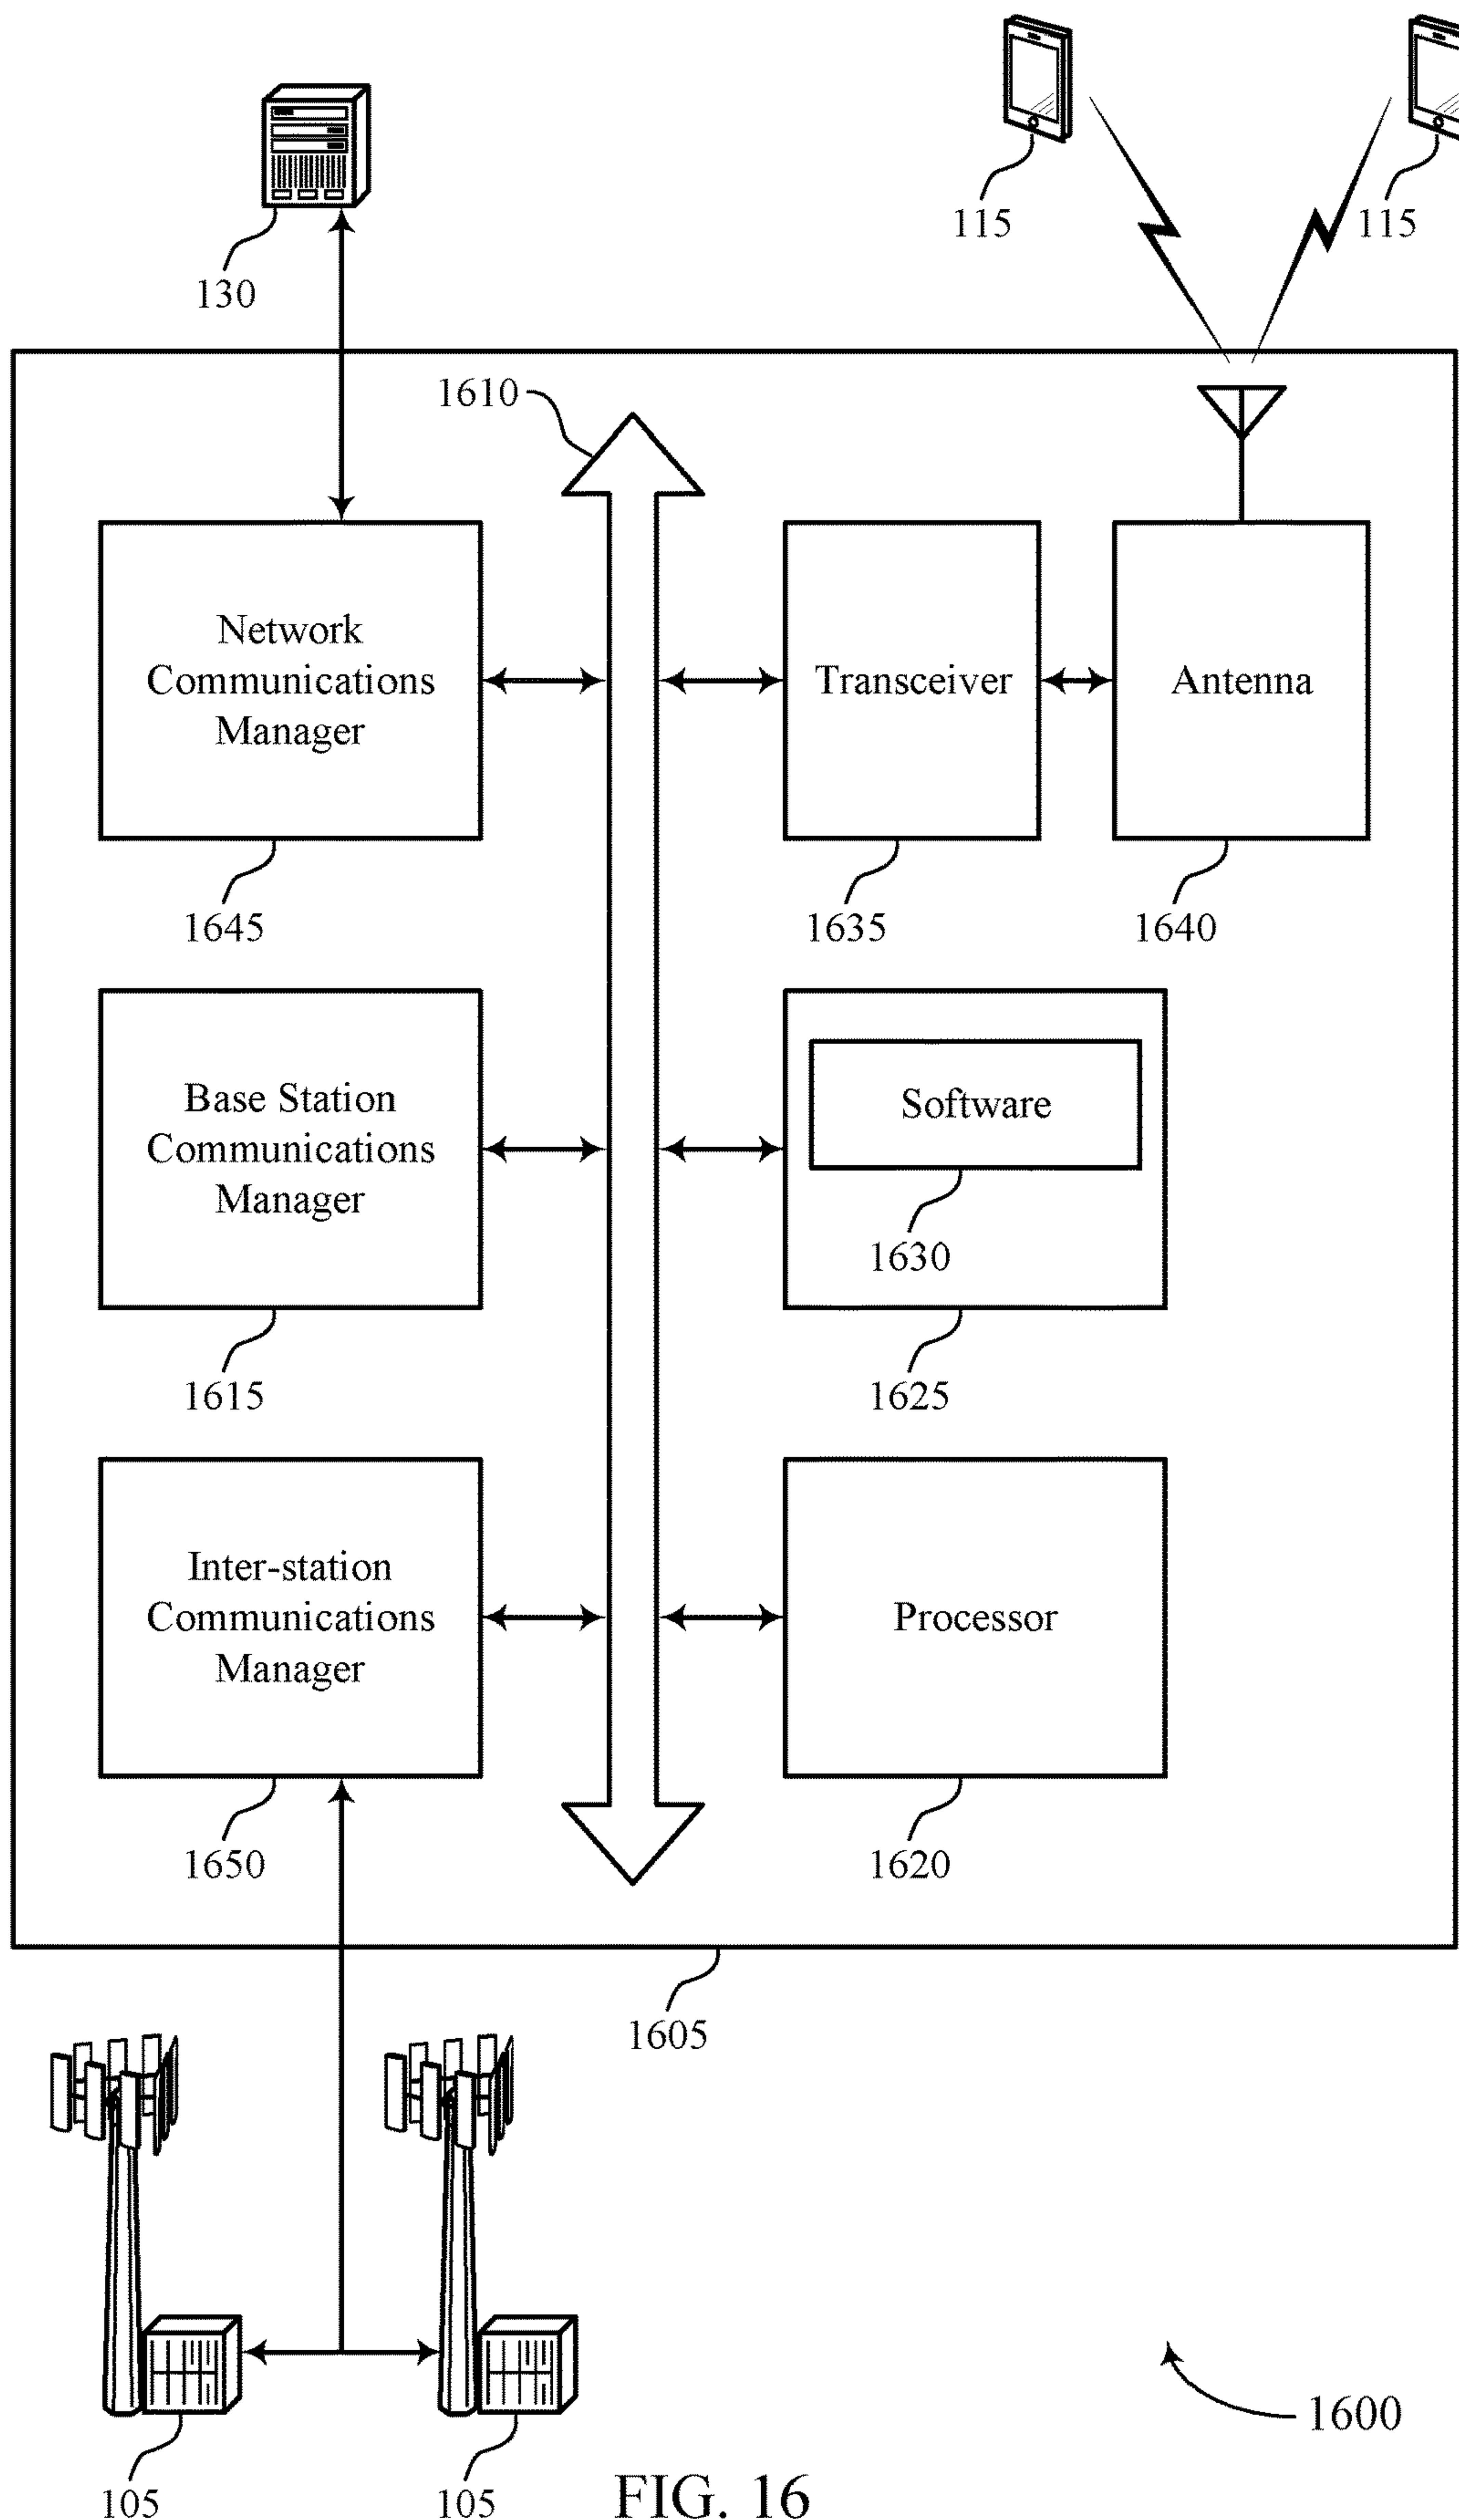 115
115
130
1610
Network
Communications
Manager
Transceiver
Antenna
1645
1635
1640
Base Station
Communications
Manager
Software
1630
1615
1625
Inter-station
Communications
Manager
Processor
1650
1620
1605
1600
105
105
FIG. 16